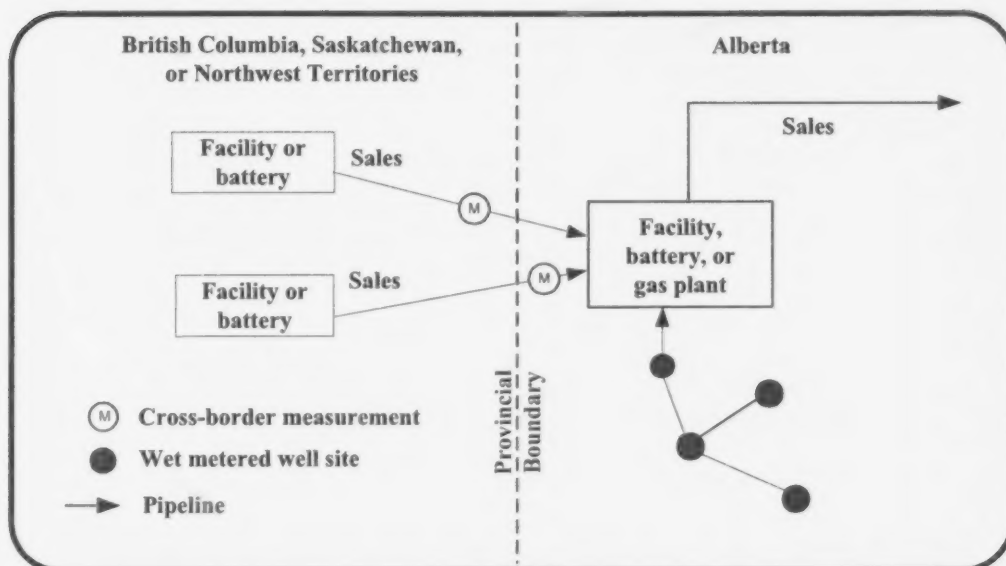 British Columbia, Saskatchewan,
or Northwest Territories
Alberta
Sales
Facility or
battery
Sales
M
Facility,
battery, or
gas plant
Facility or
battery
Sales
M
Provincial
Boundary
M Cross-border measurement
Wet metered well site
Pipeline